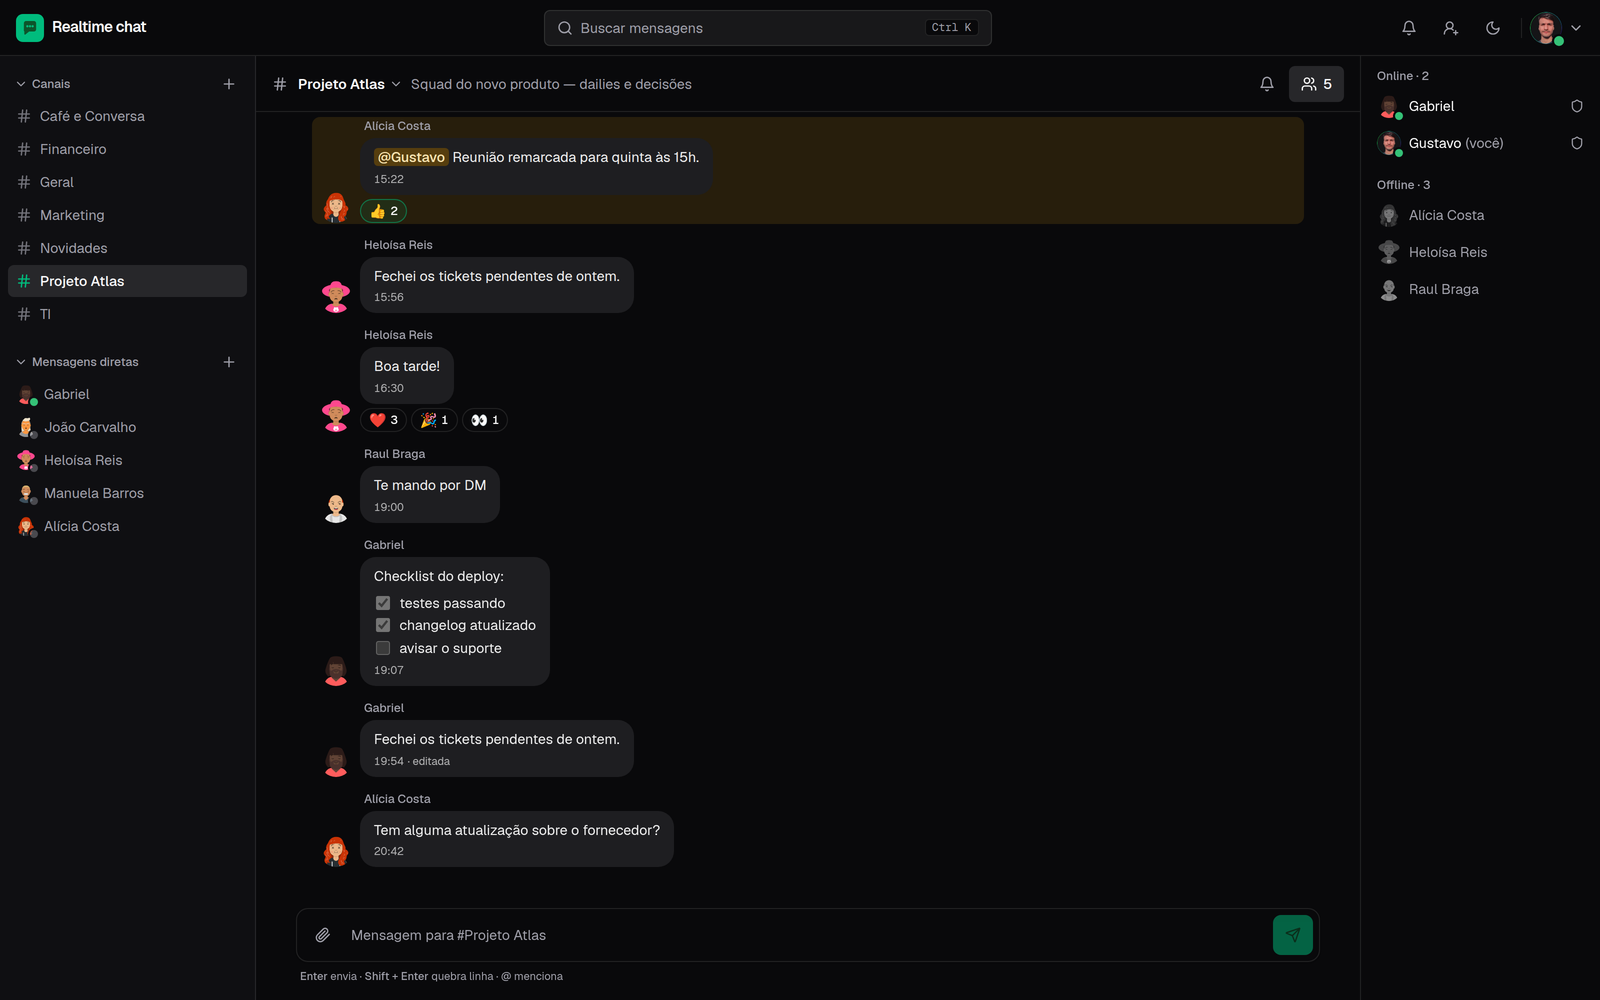 Realtime chat
Buscar mensagens
Ctrl K
Canais
Café e Conversa
Financeiro
Geral
Marketing
Novidades
Projeto Atlas
TI
Mensagens diretas
Gabriel
João Carvalho
Heloísa Reis
Manuela Barros
Alícia Costa
# Projeto Atlas Squad do novo produto — dailies e decisões
5
Alícia Costa
@Gustavo Reunião remarcada para quinta às 15h.
15:22
👍 2
Heloísa Reis
Fechei os tickets pendentes de ontem.
15:56
Heloísa Reis
Boa tarde!
16:30
❤️ 3 🎉 1 👀 1
Raul Braga
Te mando por DM
19:00
Gabriel
Checklist do deploy:
testes passando
changelog atualizado
avisar o suporte
19:07
Gabriel
Fechei os tickets pendentes de ontem.
19:54 · editada
Alícia Costa
Tem alguma atualização sobre o fornecedor?
20:42
Mensagem para #Projeto Atlas
Enter envia · Shift + Enter quebra linha · @ menciona
Online · 2
Gabriel
Gustavo (você)
Offline · 3
Alícia Costa
Heloísa Reis
Raul Braga